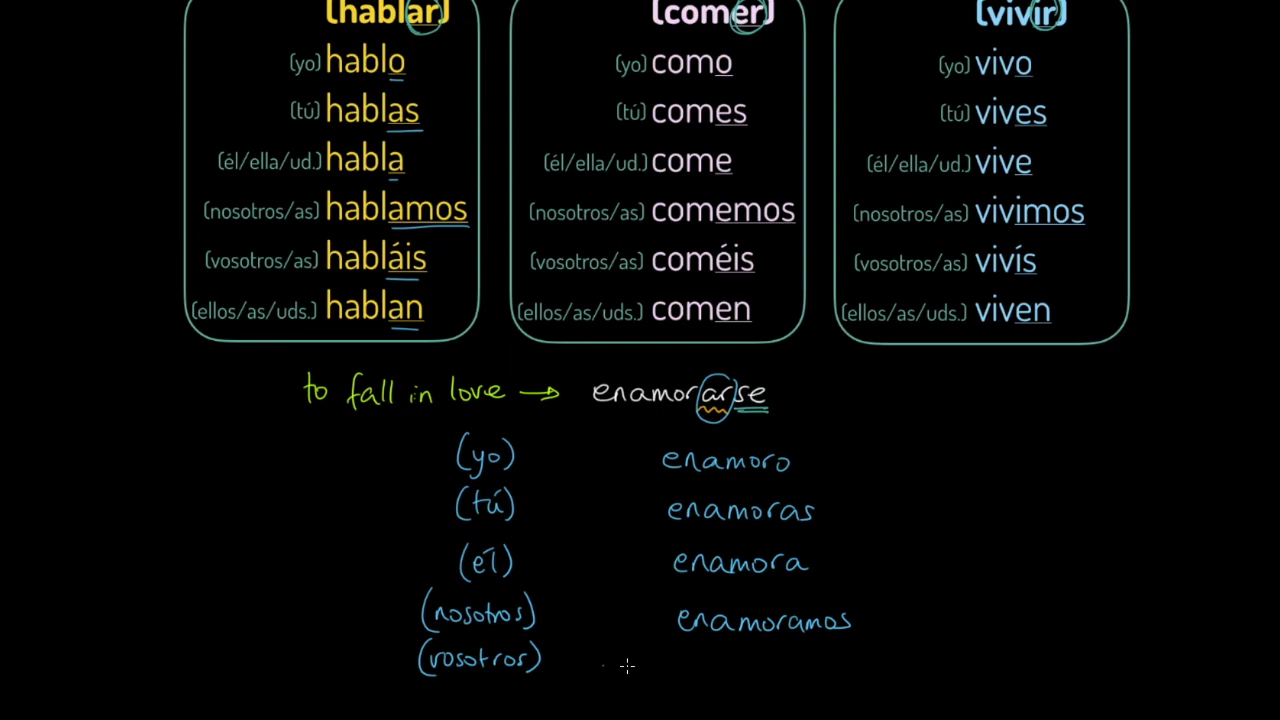 (hablar) (comer) (vivir)
(yo) hablo (yo) como (yo) vivo
(tú) hablas (tú) comes (tú) vives
(él/ella/ud.) habla (él/ella/ud.) come (él/ella/ud.) vive
(nosotros/as) hablamos (nosotros/as) comemos (nosotros/as) vivimos
(vosotros/as) habláis (vosotros/as) coméis (vosotros/as) vivís
(ellos/as/uds.) hablan (ellos/as/uds.) comen (ellos/as/uds.) viven
to fall in love → enamorarse
(yo) enamoro
(tú) enamoras
(él) enamora
(nosotros) enamoramos
(vosotros)